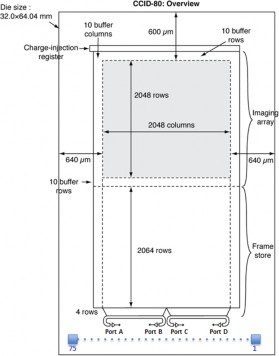 CCID-80: Overview
Die size :
32.0×64.04 mm
10 buffer
columns
600 µm
10 buffer
rows
Charge-injection
register
2048 rows
Imaging
array
2048 columns
640 µm
640 µm
10 buffer
rows
2064 rows
Frame
store
4 rows
Port A
Port B
Port C
Port D
75
1